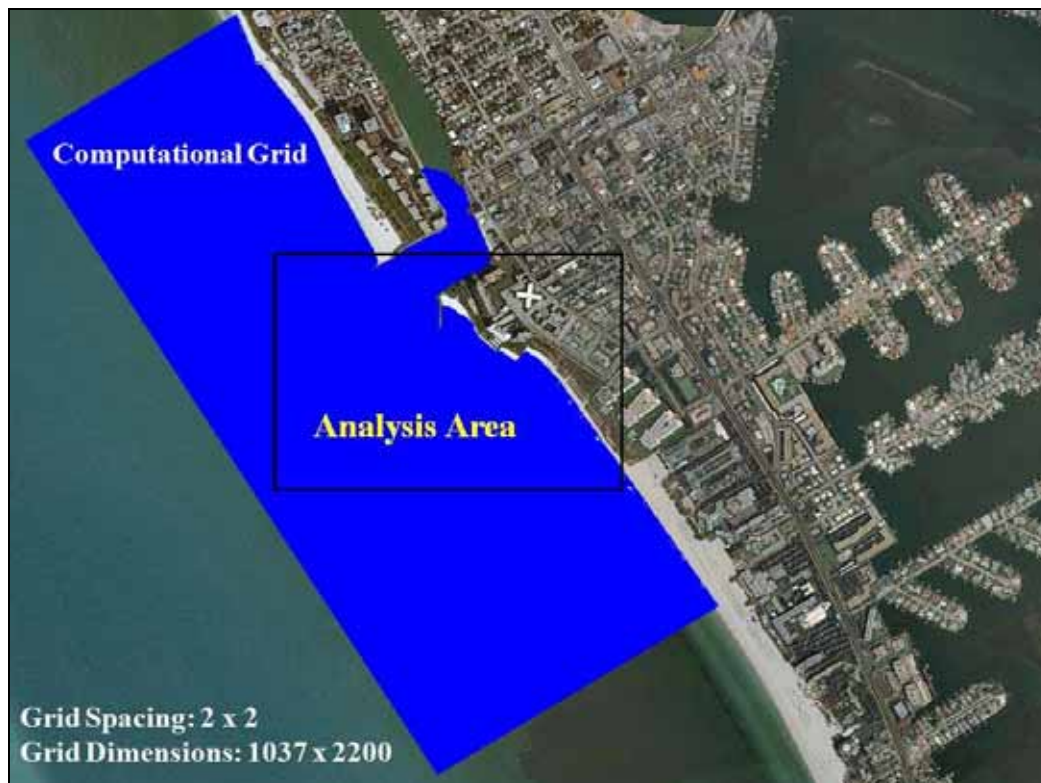 Computational Grid
Analysis Area
Grid Spacing: 2 x 2
Grid Dimensions: 1037 x 2200